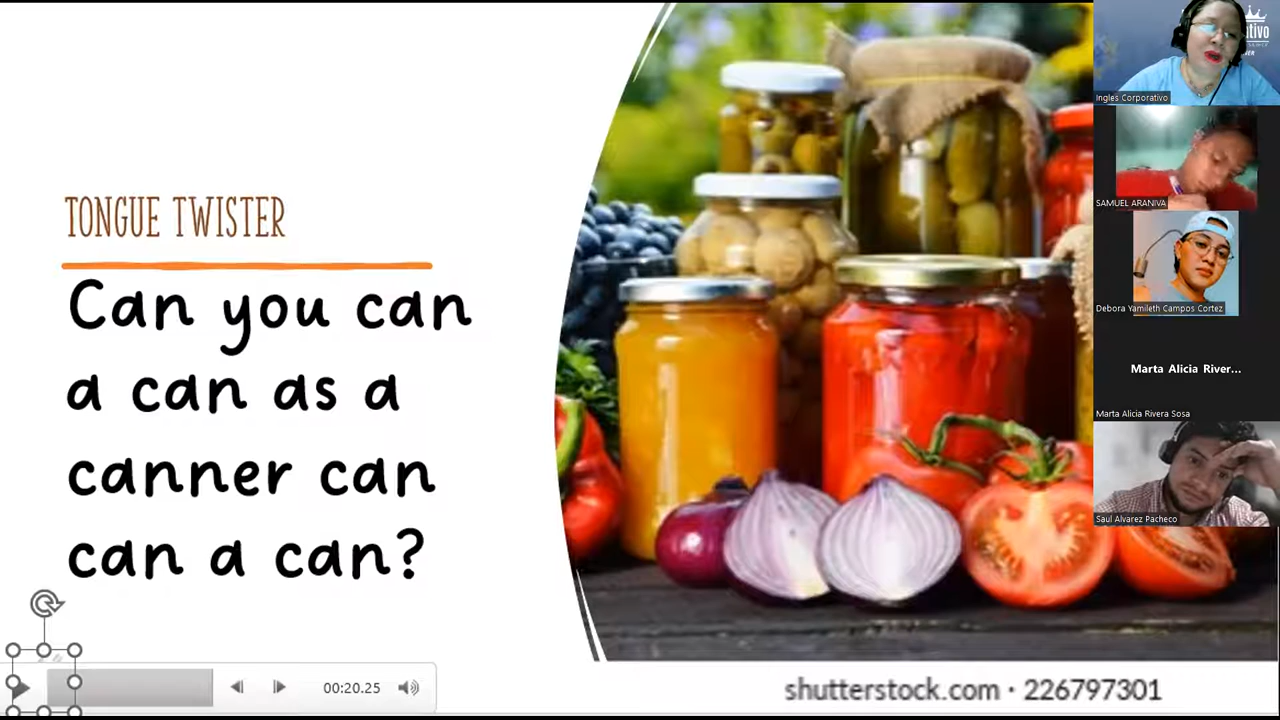 TONGUE TWISTER
Can you can
a can as a
canner can
can a can?
00:20.25
shutterstock.com · 226797301
Ingles Corporativo
SAMUEL ARANIVA
Debora Yamileth Campos Cortez
Marta Alicia River...
Marta Alicia Rivera Sosa
Saul Alvarez Pacheco